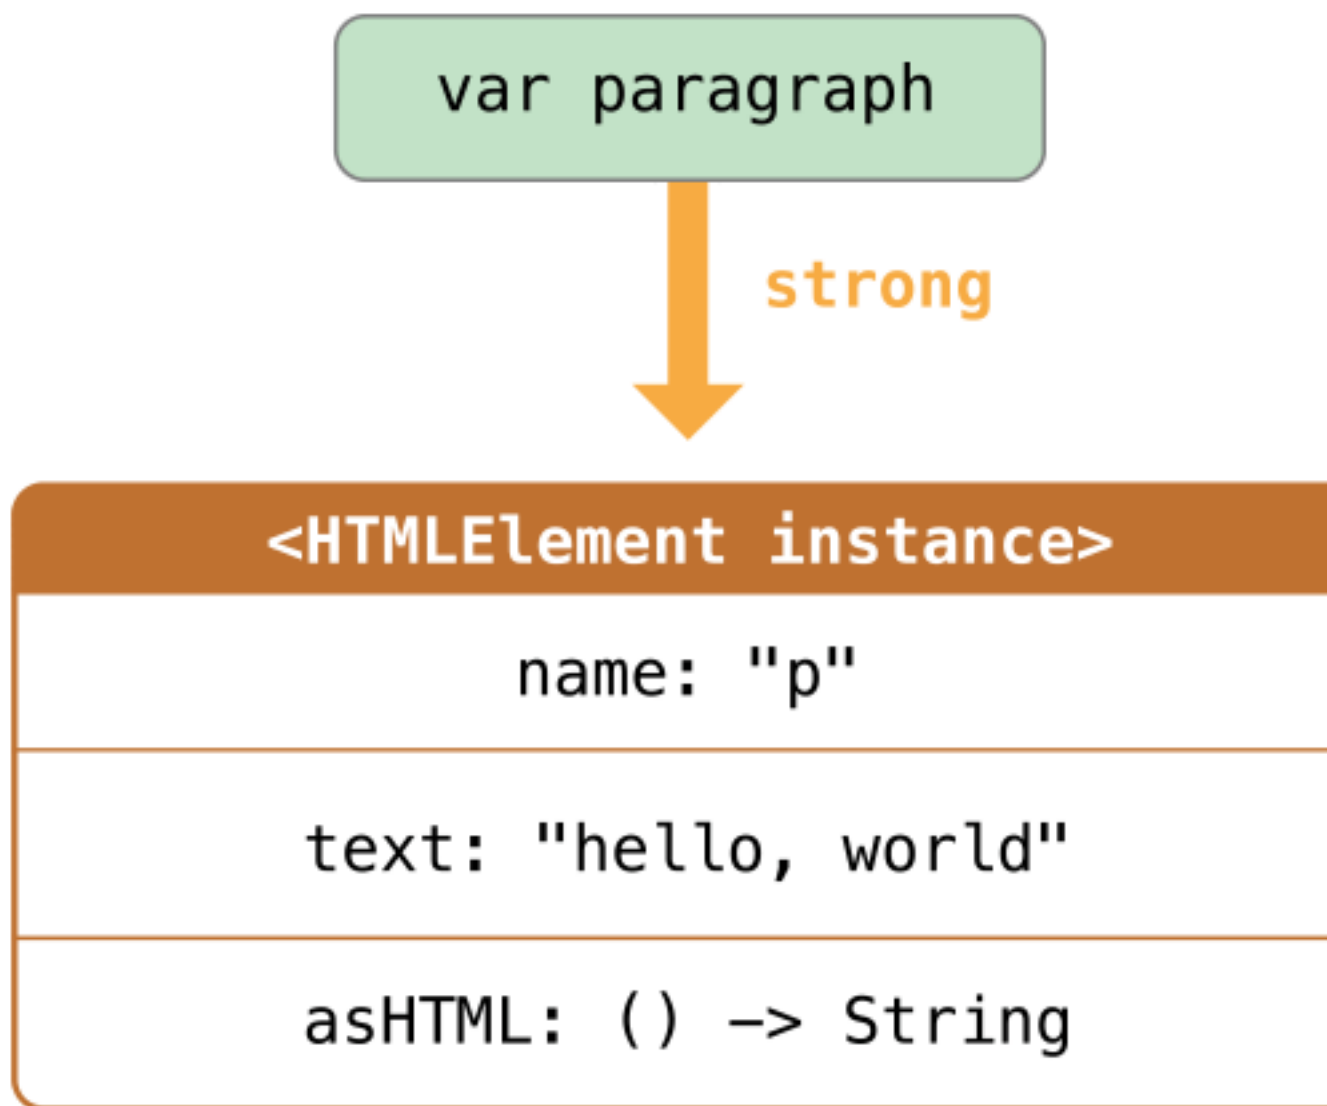 var paragraph
strong
<HTMLElement instance>
name: "p"
text: "hello, world"
asHTML: () -> String